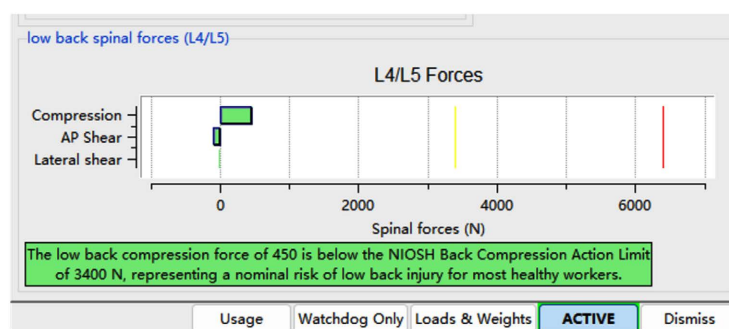 low back spinal forces (L4/L5)
L4/L5 Forces
Compression
AP Shear
Lateral shear
0 2000 4000 6000
Spinal forces (N)
The low back compression force of 450 is below the NIOSH Back Compression Action Limit
of 3400 N, representing a nominal risk of low back injury for most healthy workers.
Usage Watchdog Only Loads & Weights ACTIVE Dismiss